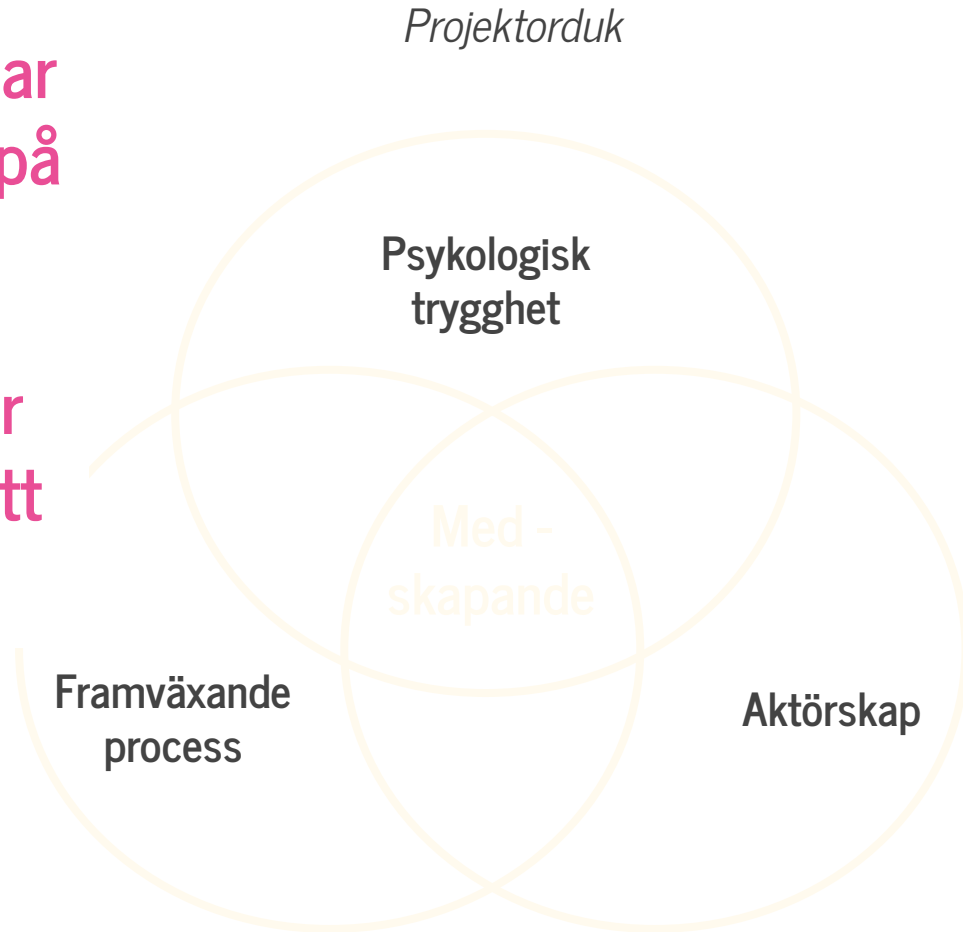 Projektorduk
ar
på
Psykologisk
trygghet
r
tt
Med -
skapande
Framväxande
process
Aktörskap